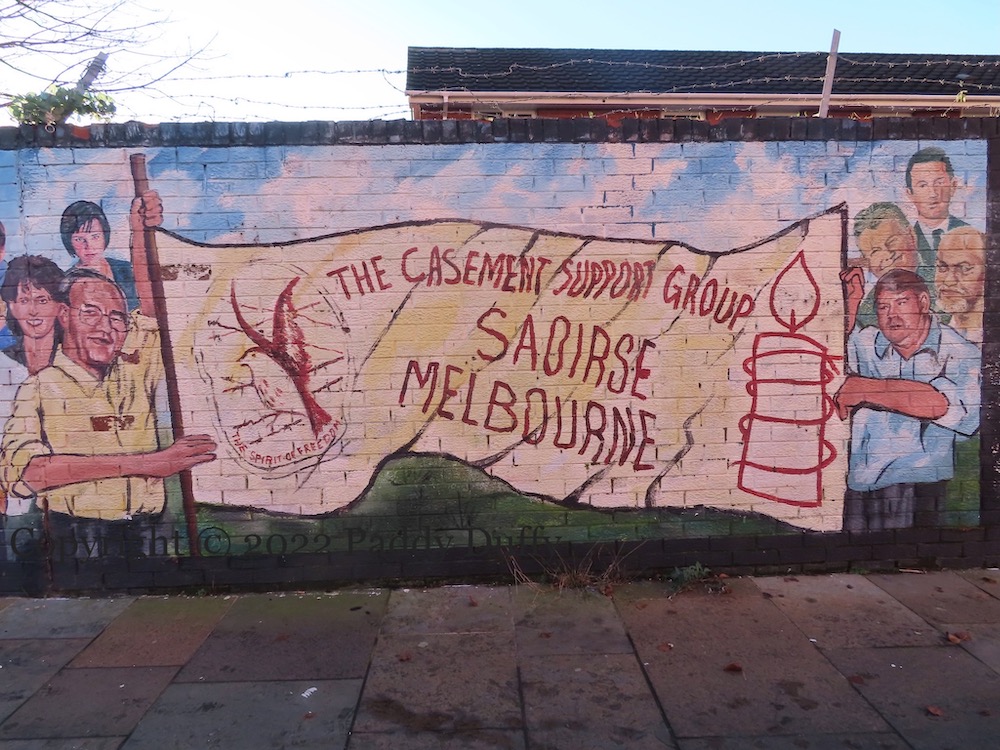 THE CASEMENT SUPPORT GROUP
SAOIRSE
MELBOURNE
THE SPIRIT OF FREEDOM
Copyright © 2022 Paddy Duffy